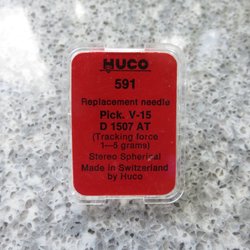 HUCO
591
Replacement needle
Pick. V-15
D 1507 AT
(Tracking force
1—5 grams)
Stereo Spherical
Made in Switzerland
by Huco